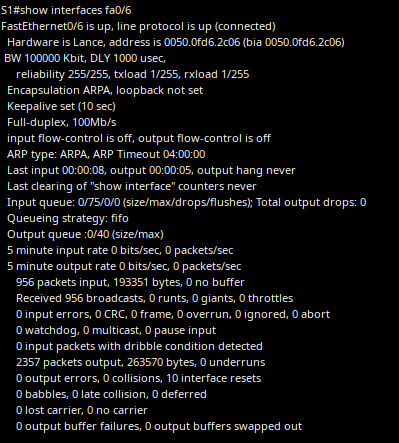 S1#show interfaces fa0/6
FastEthernet0/6 is up, line protocol is up (connected)
Hardware is Lance, address is 0050.0fd6.2c06 (bia 0050.0fd6.2c06)
BW 100000 Kbit, DLY 1000 usec,
reliability 255/255, txload 1/255, rxload 1/255
Encapsulation ARPA, loopback not set
Keepalive set (10 sec)
Full-duplex, 100Mb/s
input flow-control is off, output flow-control is off
ARP type: ARPA, ARP Timeout 04:00:00
Last input 00:00:08, output 00:00:05, output hang never
Last clearing of "show interface" counters never
Input queue: 0/75/0/0 (size/max/drops/flushes); Total output drops: 0
Queueing strategy: fifo
Output queue :0/40 (size/max)
5 minute input rate 0 bits/sec, 0 packets/sec
5 minute output rate 0 bits/sec, 0 packets/sec
956 packets input, 193351 bytes, 0 no buffer
Received 956 broadcasts, 0 runts, 0 giants, 0 throttles
0 input errors, 0 CRC, 0 frame, 0 overrun, 0 ignored, 0 abort
0 watchdog, 0 multicast, 0 pause input
0 input packets with dribble condition detected
2357 packets output, 263570 bytes, 0 underruns
0 output errors, 0 collisions, 10 interface resets
0 babbles, 0 late collision, 0 deferred
0 lost carrier, 0 no carrier
0 output buffer failures, 0 output buffers swapped out